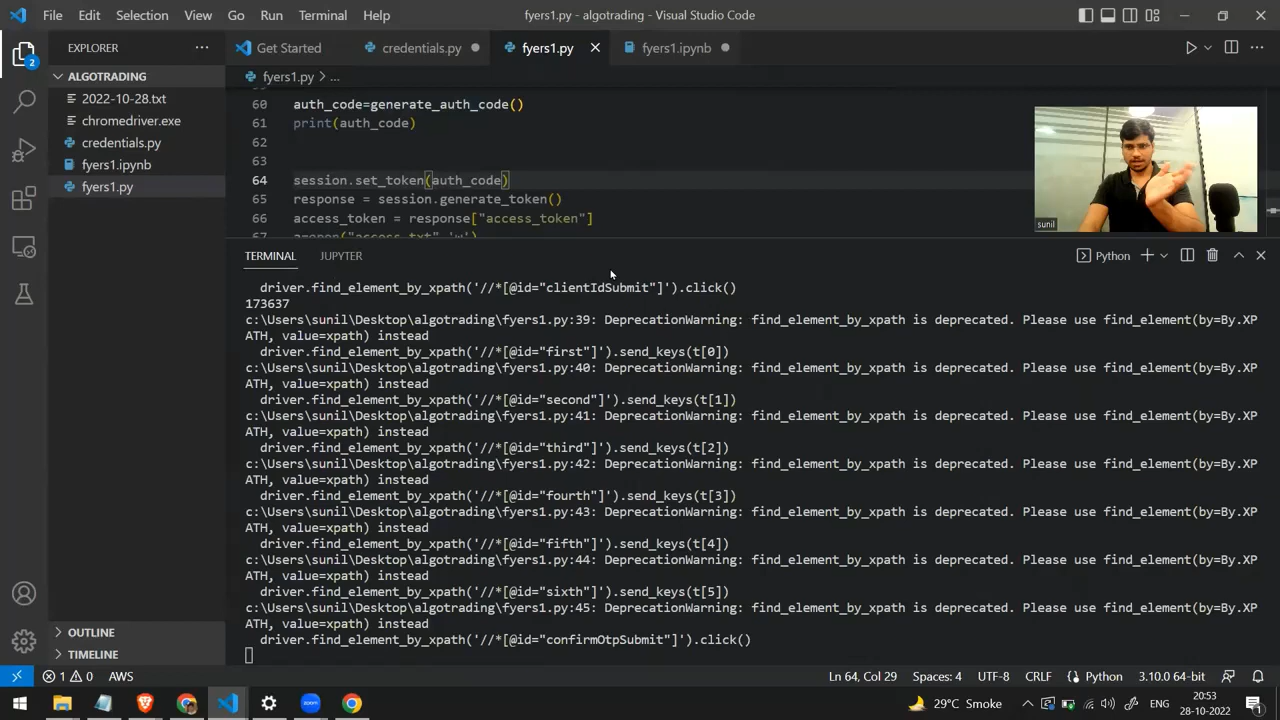 File Edit Selection View Go Run Terminal Help
fyers1.py - algotrading - Visual Studio Code
EXPLORER
Get Started
credentials.py
fyers1.py
fyers1.ipynb
ALGOTRADING
2022-10-28.txt
chromedriver.exe
credentials.py
fyers1.ipynb
fyers1.py
2
fyers1.py > ...
60 auth_code=generate_auth_code()
61 print(auth_code)
62
63
64 session.set_token(auth_code)
65 response = session.generate_token()
66 access_token = response["access_token"]
67 a=open("access.txt",'w')
sunil
TERMINAL JUPYTER
Python
driver.find_element_by_xpath('//*[@id="clientIdSubmit"]').click()
173637
c:\Users\sunil\Desktop\algotrading\fyers1.py:39: DeprecationWarning: find_element_by_xpath is deprecated. Please use find_element(by=By.XP
ATH, value=xpath) instead
driver.find_element_by_xpath('//*[@id="first"]').send_keys(t[0])
c:\Users\sunil\Desktop\algotrading\fyers1.py:40: DeprecationWarning: find_element_by_xpath is deprecated. Please use find_element(by=By.XP
ATH, value=xpath) instead
driver.find_element_by_xpath('//*[@id="second"]').send_keys(t[1])
c:\Users\sunil\Desktop\algotrading\fyers1.py:41: DeprecationWarning: find_element_by_xpath is deprecated. Please use find_element(by=By.XP
ATH, value=xpath) instead
driver.find_element_by_xpath('//*[@id="third"]').send_keys(t[2])
c:\Users\sunil\Desktop\algotrading\fyers1.py:42: DeprecationWarning: find_element_by_xpath is deprecated. Please use find_element(by=By.XP
ATH, value=xpath) instead
driver.find_element_by_xpath('//*[@id="fourth"]').send_keys(t[3])
c:\Users\sunil\Desktop\algotrading\fyers1.py:43: DeprecationWarning: find_element_by_xpath is deprecated. Please use find_element(by=By.XP
ATH, value=xpath) instead
driver.find_element_by_xpath('//*[@id="fifth"]').send_keys(t[4])
c:\Users\sunil\Desktop\algotrading\fyers1.py:44: DeprecationWarning: find_element_by_xpath is deprecated. Please use find_element(by=By.XP
ATH, value=xpath) instead
driver.find_element_by_xpath('//*[@id="sixth"]').send_keys(t[5])
c:\Users\sunil\Desktop\algotrading\fyers1.py:45: DeprecationWarning: find_element_by_xpath is deprecated. Please use find_element(by=By.XP
ATH, value=xpath) instead
driver.find_element_by_xpath('//*[@id="confirmOtpSubmit"]').click()
OUTLINE
TIMELINE
1 0 AWS
Ln 64, Col 29 Spaces: 4 UTF-8 CRLF Python 3.10.0 64-bit
zoom
29°C Smoke
ENG
20:53
28-10-2022
1